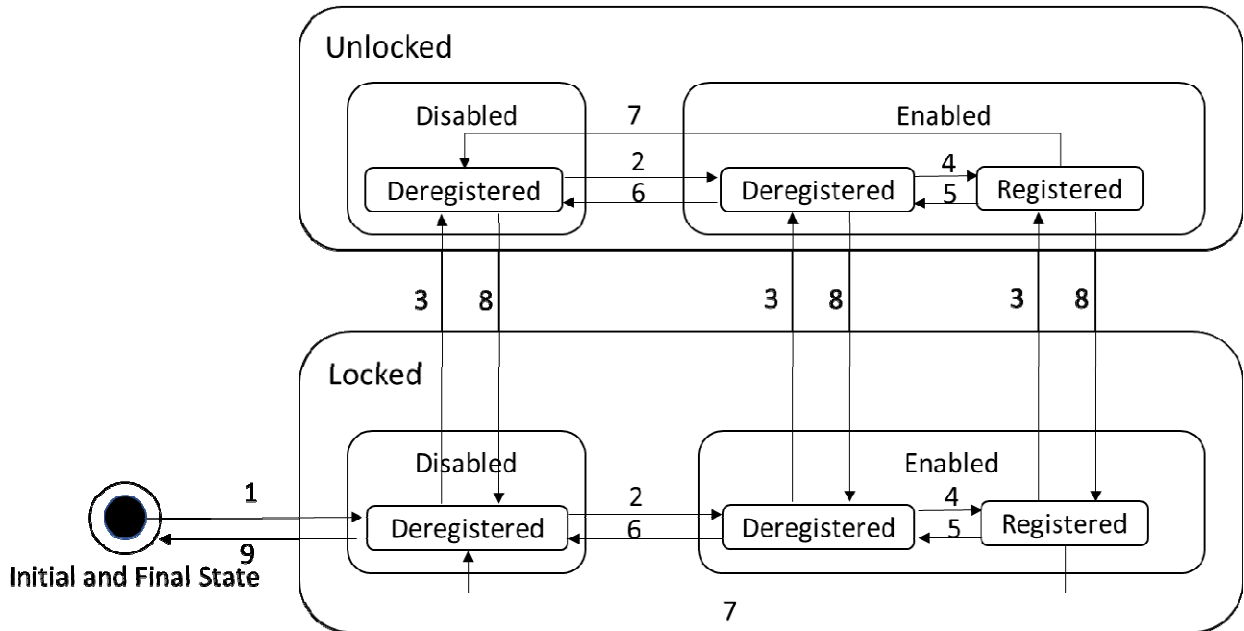 Unlocked
Disabled 7 Enabled
2 4
Deregistered Deregistered Registered
6 5
3 8 3 8 3 8
Locked
Disabled Enabled
1 2 4
Deregistered Deregistered Registered
9 6 5
Initial and Final State
7